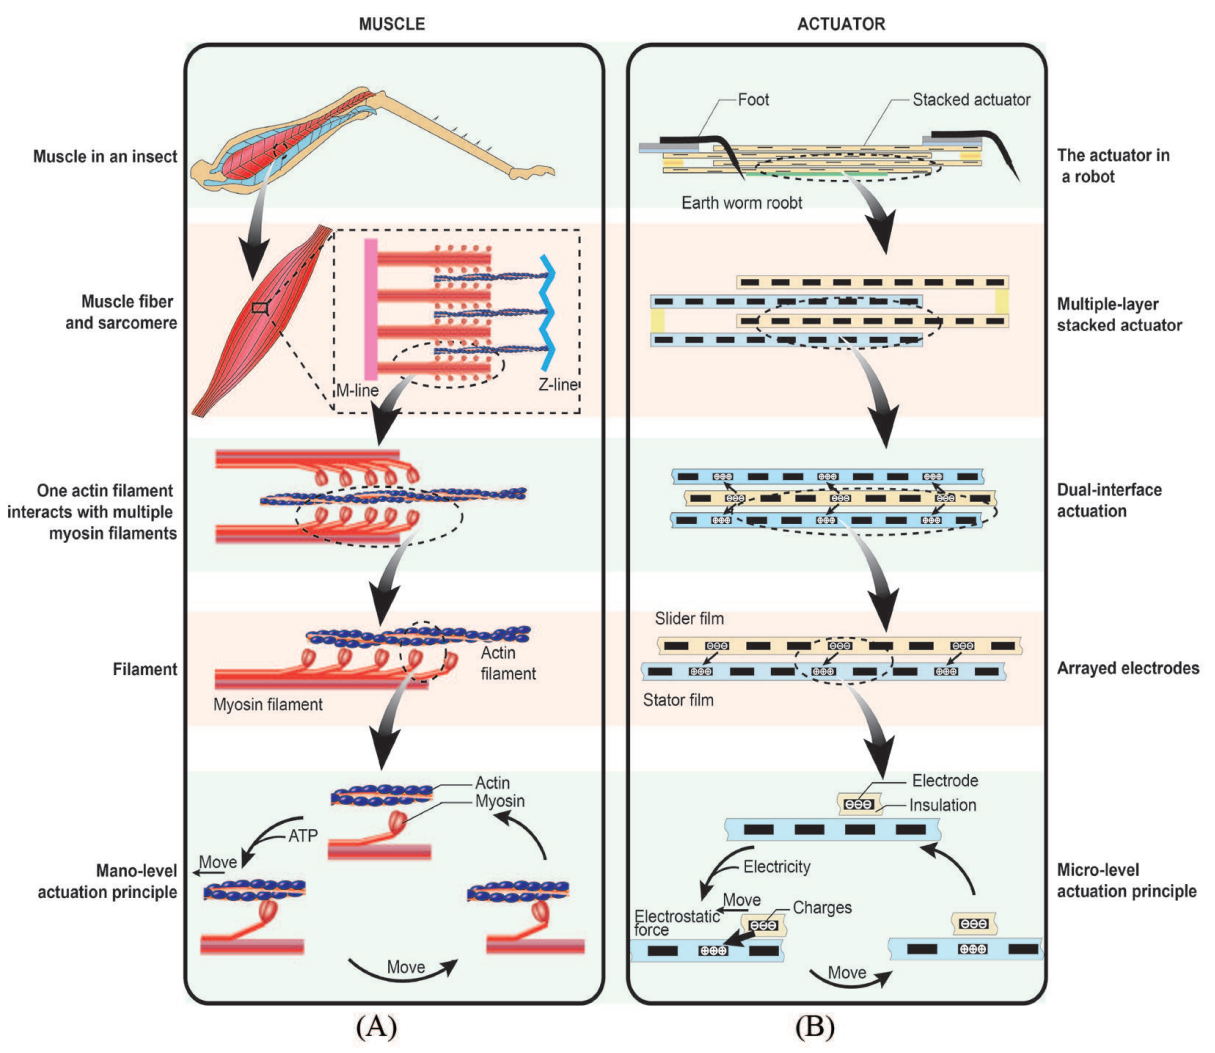 MUSCLE
ACTUATOR
Muscle in an insect
Foot
Stacked actuator
Earth worm roobt
The actuator in
a robot
Muscle fiber
and sarcomere
M-line
Z-line
Multiple-layer
stacked actuator
One actin filament
interacts with multiple
myosin filaments
Dual-interface
actuation
Filament
Actin
filament
Myosin filament
Slider film
Stator film
Arrayed electrodes
Mano-level
actuation principle
Actin
Myosin
ATP
Move
Move
Electrode
Insulation
Electricity
Move
Charges
Electrostatic
force
Move
Micro-level
actuation principle
(A)
(B)